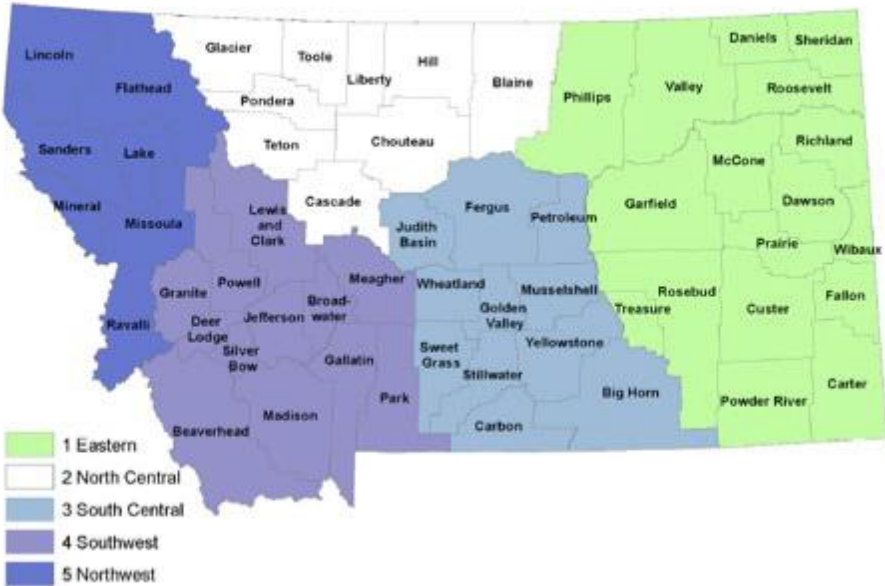 Lincoln
Flathead
Sanders
Lake
Mineral
Missoula
Ravalli
Glacier
Toole
Liberty
Hill
Blaine
Pondera
Teton
Chouteau
Cascade
Phillips
Valley
Daniels
Sheridan
Roosevelt
Richland
McCone
Garfield
Dawson
Prairie
Wibaux
Rosebud
Treasure
Custer
Fallon
Powder River
Carter
Fergus
Petroleum
Judith
Basin
Wheatland
Musselshell
Golden
Valley
Sweet
Grass
Yellowstone
Stillwater
Big Horn
Carbon
Lewis
and
Clark
Powell
Granite
Meagher
Broad-
water
Jefferson
Deer
Lodge
Silver
Bow
Gallatin
Park
Madison
Beaverhead
1 Eastern
2 North Central
3 South Central
4 Southwest
5 Northwest